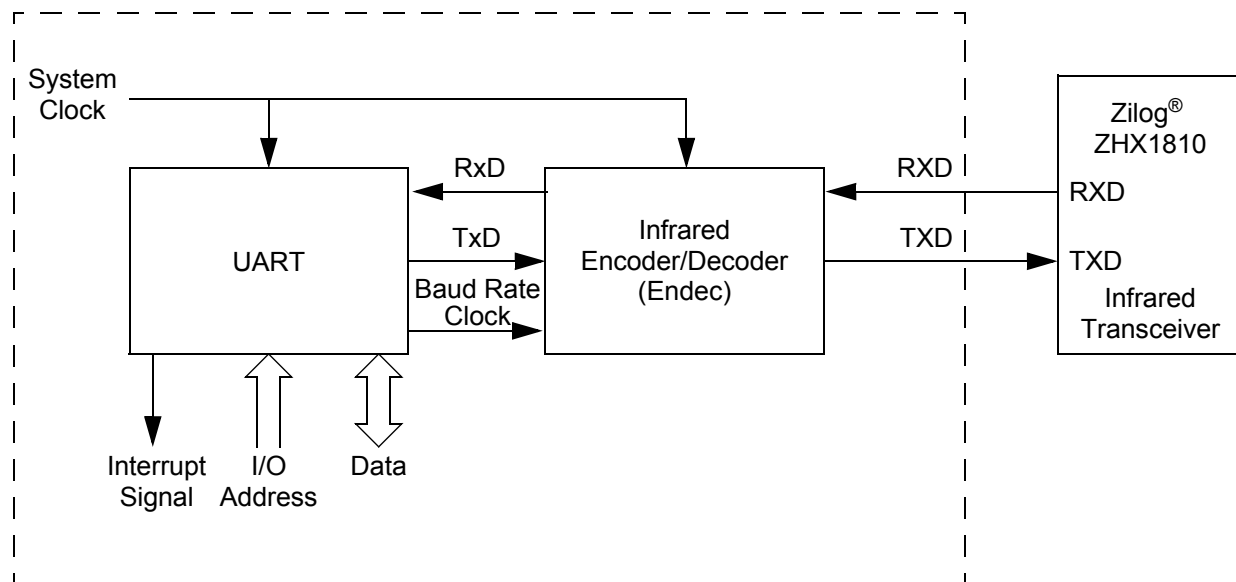 System
Clock
Zilog®
ZHX1810
RxD
RXD
RXD
UART
TxD
Infrared
Encoder/Decoder
(Endec)
TXD
TXD
Baud Rate
Clock
Infrared
Transceiver
Interrupt
Signal
I/O
Address
Data